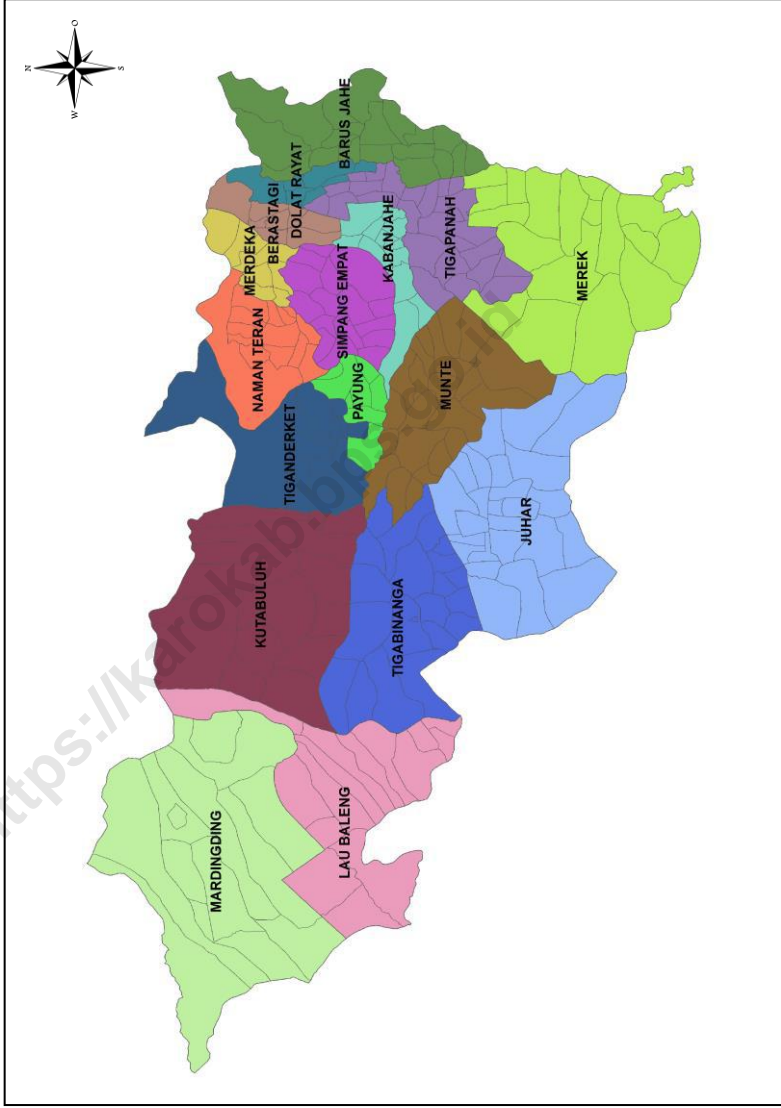 N
W
O
S
MARDINGDING
MERDEKA
NAMAN TERAN
KUTABULUH
BERASTAGI
TIGANDERKET
DOLAT RAYAT
LAU BALENG
SIMPANG EMPAT
BARUS JAHE
PAYUNG
KABANJAHE
TIGABINANGA
MUNTE
TIGAPANAH
JUHAR
MEREK
https://karokab.bps.go.id